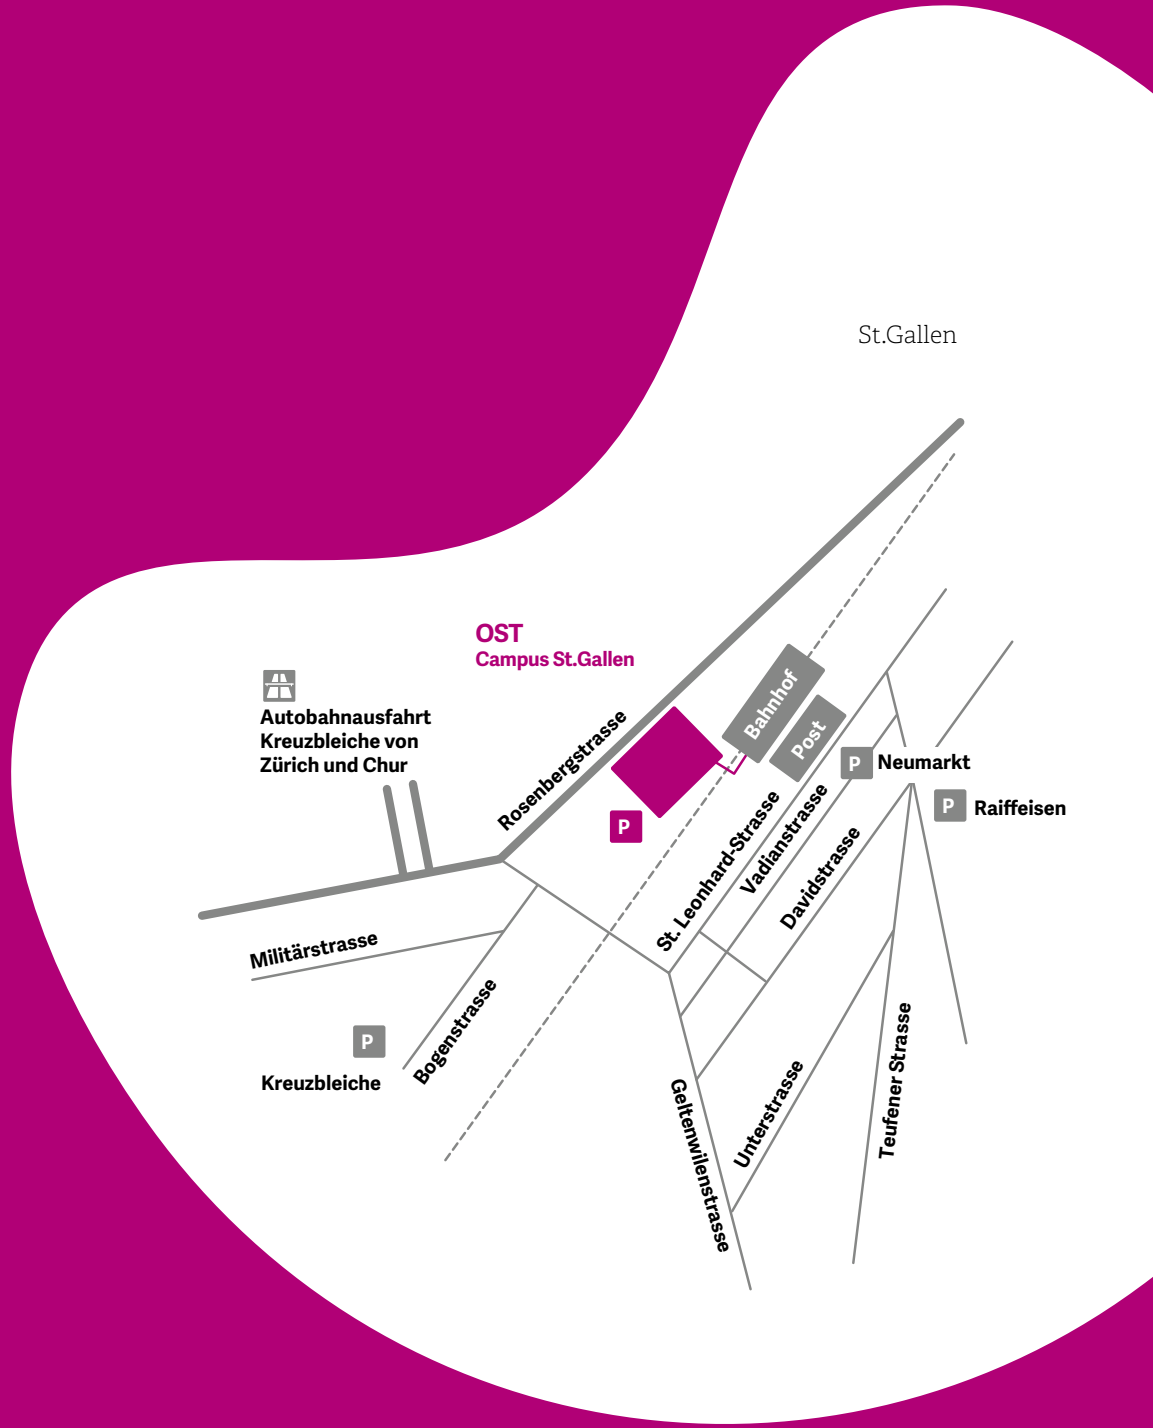 St.Gallen
OST
Campus St.Gallen
Autobahnausfahrt
Kreuzbleiche von
Zürich und Chur
Rosenbergstrasse
Bahnhof
Post
P
Neumarkt
P
Raiffeisen
P
St. Leonhard-Strasse
Vadianstrasse
Davidstrasse
Militärstrasse
Bogenstrasse
P
Kreuzbleiche
Geltenwilenstrasse
Unterstrasse
Teufener Strasse